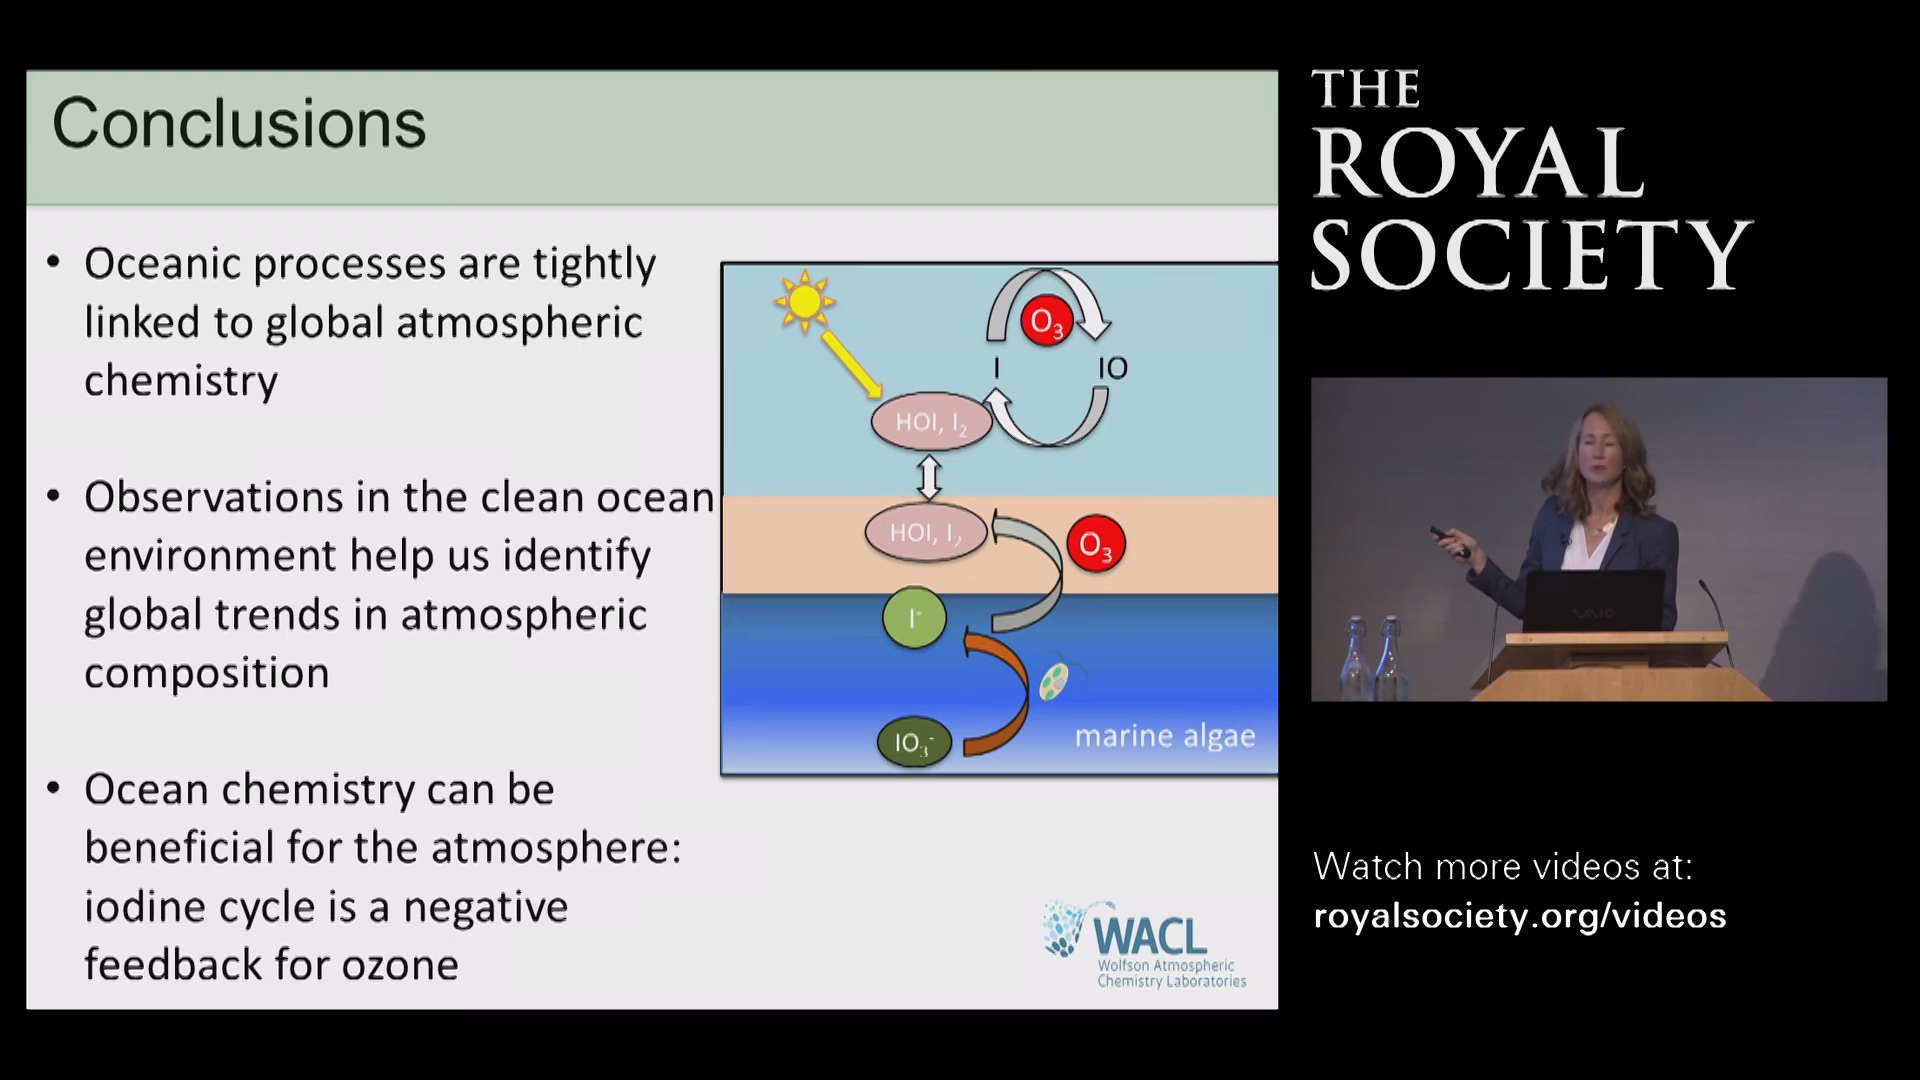 Conclusions
• Oceanic processes are tightly
linked to global atmospheric
chemistry
• Observations in the clean ocean
environment help us identify
global trends in atmospheric
composition
• Ocean chemistry can be
beneficial for the atmosphere:
iodine cycle is a negative
feedback for ozone
O₃
I
IO
HOI, I₂
HOI, I₂
O₃
I⁻
IO₃⁻
marine algae
WACL
Wolfson Atmospheric
Chemistry Laboratories
THE
ROYAL
SOCIETY
VAIO
Watch more videos at:
royalsociety.org/videos